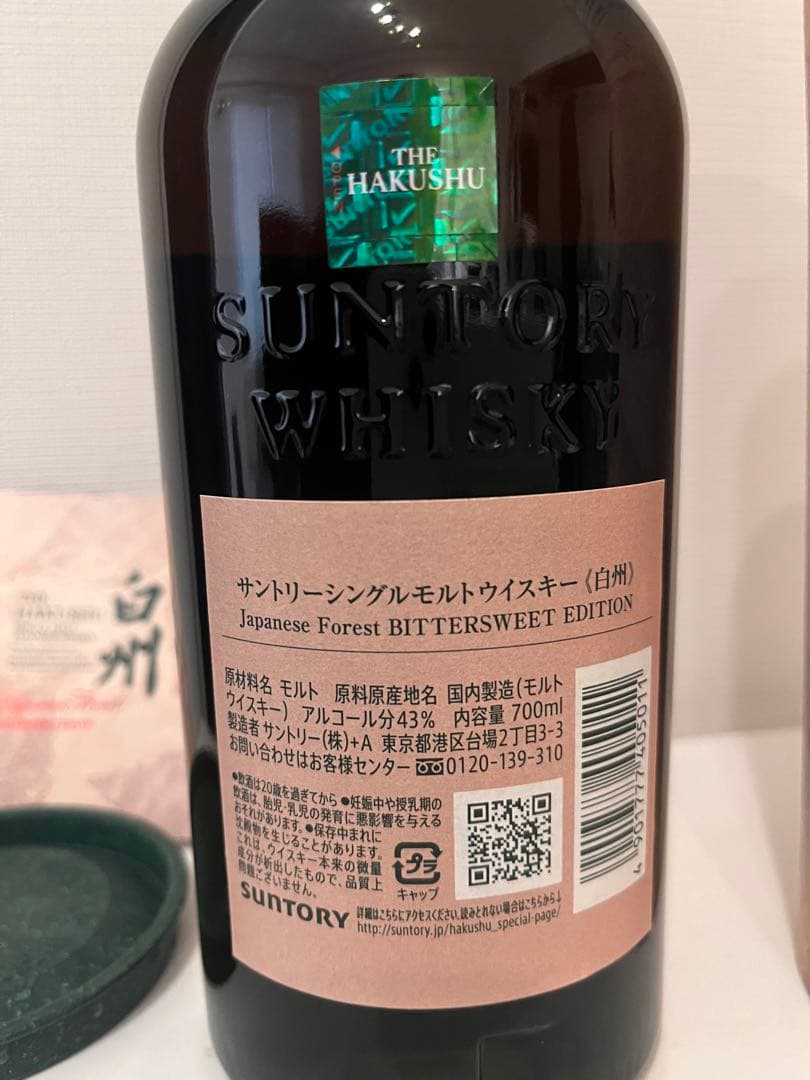 THE
HAKUSHU
SUNTORY
WHISKY
サントリーシングルモルトウイスキー《白州》
Japanese Forest BITTERSWEET EDITION
原材料名 モルト 原料原産地名 国内製造(モルト
ウイスキー) アルコール分43% 内容量 700ml
製造者 サントリー(株)+A 東京都港区台場2丁目3-3
お問い合わせはお客様センター 0120-139-310
●飲酒は20歳を過ぎてから ●妊娠中や授乳期の
飲酒は、胎児・乳児の発育に悪影響を与える
おそれがあります。●保存中まれに
沈殿物を生じることがあります。
これは、ウイスキー本来の微量
成分が析出したもので、品質上
問題ございません。
プラ
キャップ
SUNTORY
詳細はこちらにアクセスください。読みとれない場合はこちらから↓
http://suntory.jp/hakushu_special-page/
4 901777 405011
THE
HAKUSHU
白州